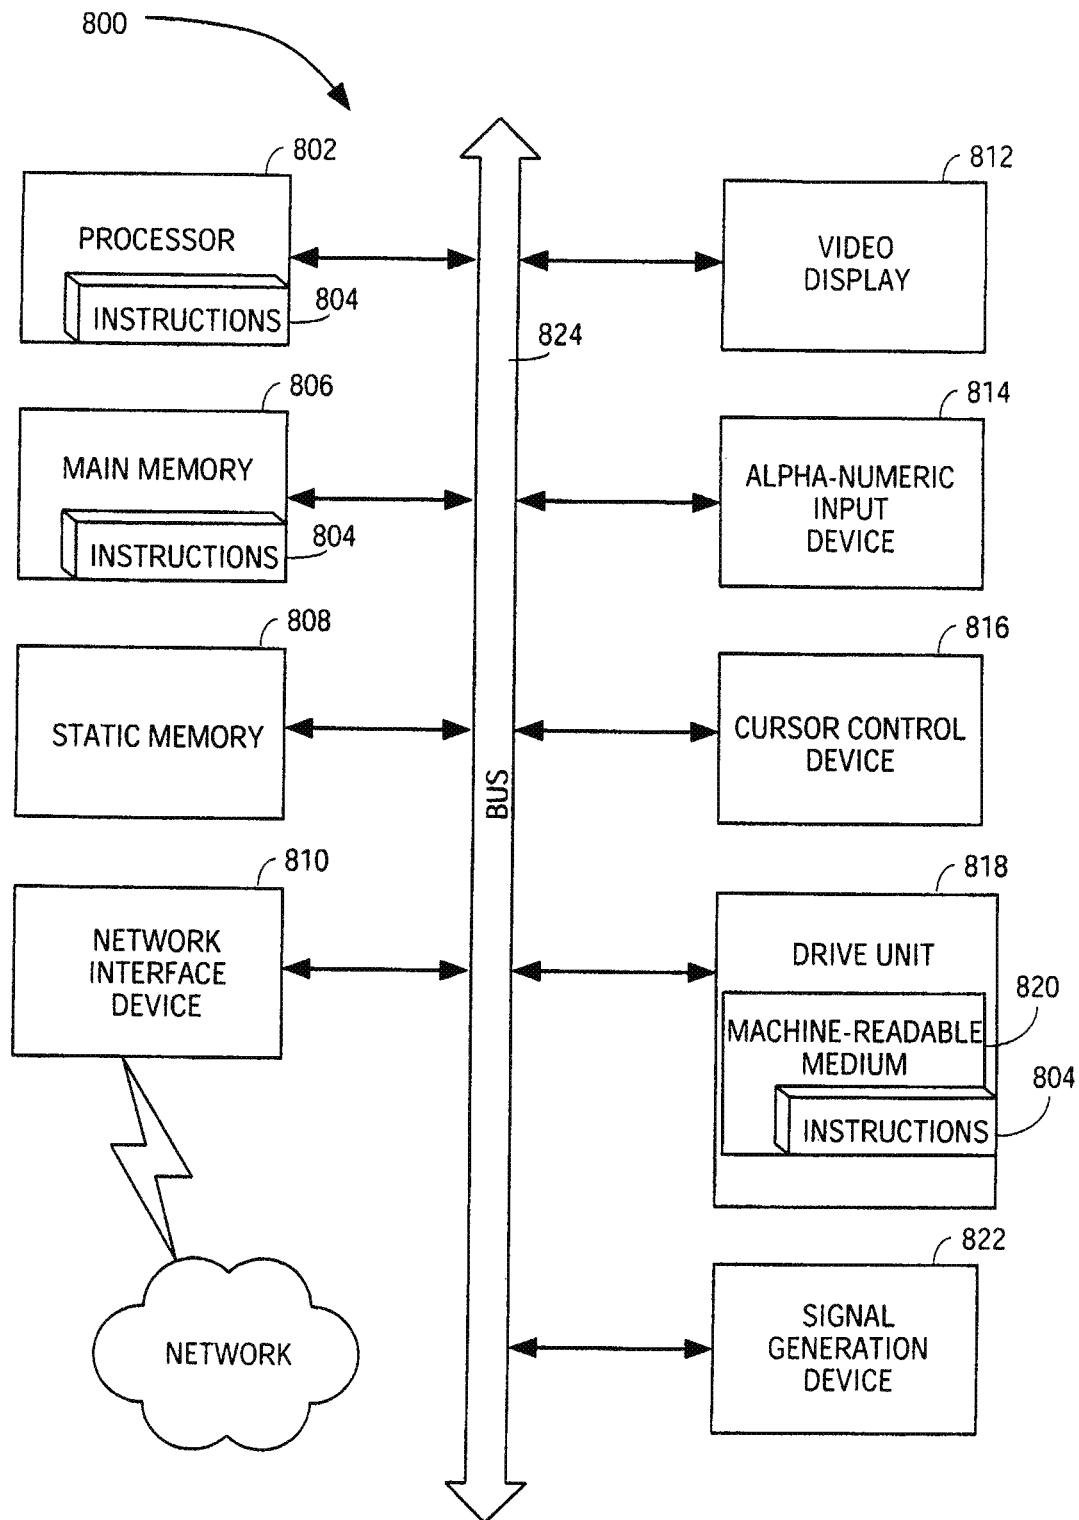 800
802
PROCESSOR
INSTRUCTIONS
804
806
MAIN MEMORY
INSTRUCTIONS
804
808
STATIC MEMORY
810
NETWORK
INTERFACE
DEVICE
NETWORK
824
BUS
812
VIDEO
DISPLAY
814
ALPHA-NUMERIC
INPUT
DEVICE
816
CURSOR CONTROL
DEVICE
818
DRIVE UNIT
820
MACHINE-READABLE
MEDIUM
804
INSTRUCTIONS
822
SIGNAL
GENERATION
DEVICE